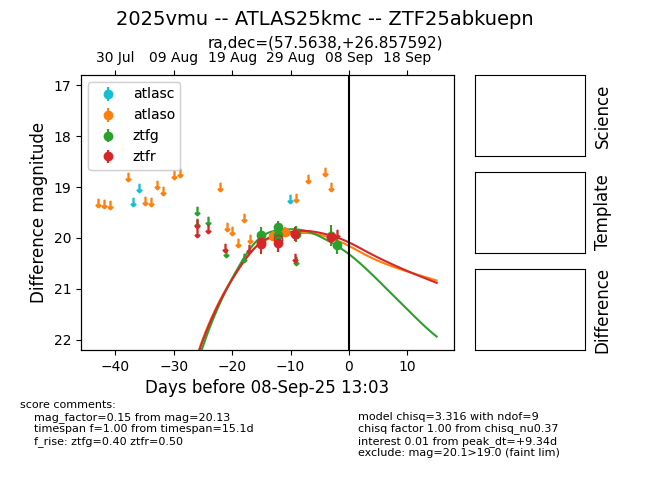 2025vmu -- ATLAS25kmc -- ZTF25abkuepn
ra,dec=(57.5638,+26.857592)
30 Jul 09 Aug 19 Aug 29 Aug 08 Sep 18 Sep
17
18
19
20
21
22
Difference magnitude
atlasc
atlaso
ztfg
ztfr
−40 −30 −20 −10 0 10
Days before 08-Sep-25 13:03
Science
Template
Difference
score comments:
mag_factor=0.15 from mag=20.13
timespan f=1.00 from timespan=15.1d
f_rise: ztfg=0.40 ztfr=0.50
model chisq=3.316 with ndof=9
chisq factor 1.00 from chisq_nu0.37
interest 0.01 from peak_dt=+9.34d
exclude: mag=20.1>19.0 (faint lim)